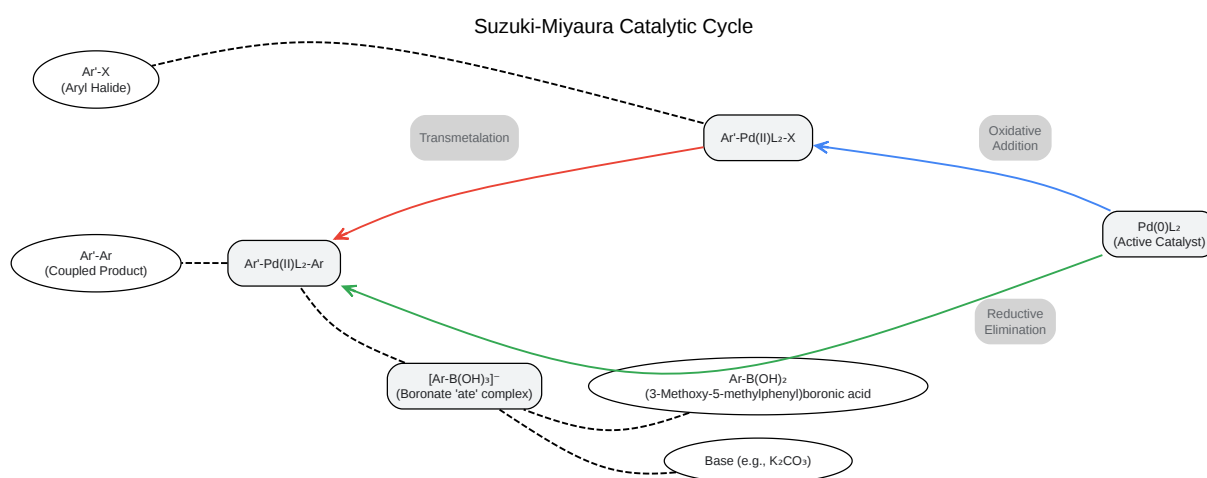 Suzuki-Miyaura Catalytic Cycle
Ar'-X
(Aryl Halide)
Transmetalation
Ar'-Pd(II)L₂-X
Oxidative
Addition
Pd(0)L₂
(Active Catalyst)
Ar'-Ar
(Coupled Product)
Ar'-Pd(II)L₂-Ar
Reductive
Elimination
[Ar-B(OH)₃]⁻
(Boronate 'ate' complex)
Ar-B(OH)₂
(3-Methoxy-5-methylphenyl)boronic acid
Base (e.g., K₂CO₃)